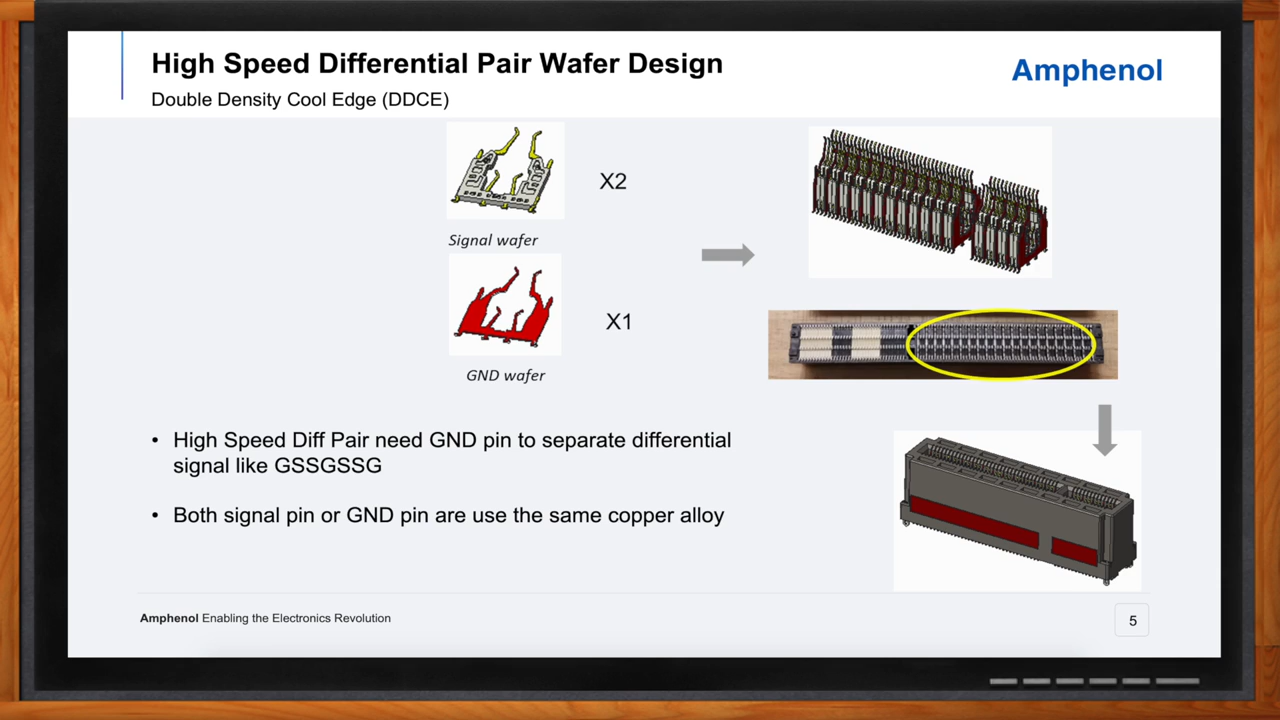 High Speed Differential Pair Wafer Design
Amphenol
Double Density Cool Edge (DDCE)
X2
Signal wafer
X1
GND wafer
• High Speed Diff Pair need GND pin to separate differential
signal like GSSGSSG
• Both signal pin or GND pin are use the same copper alloy
Amphenol Enabling the Electronics Revolution
5